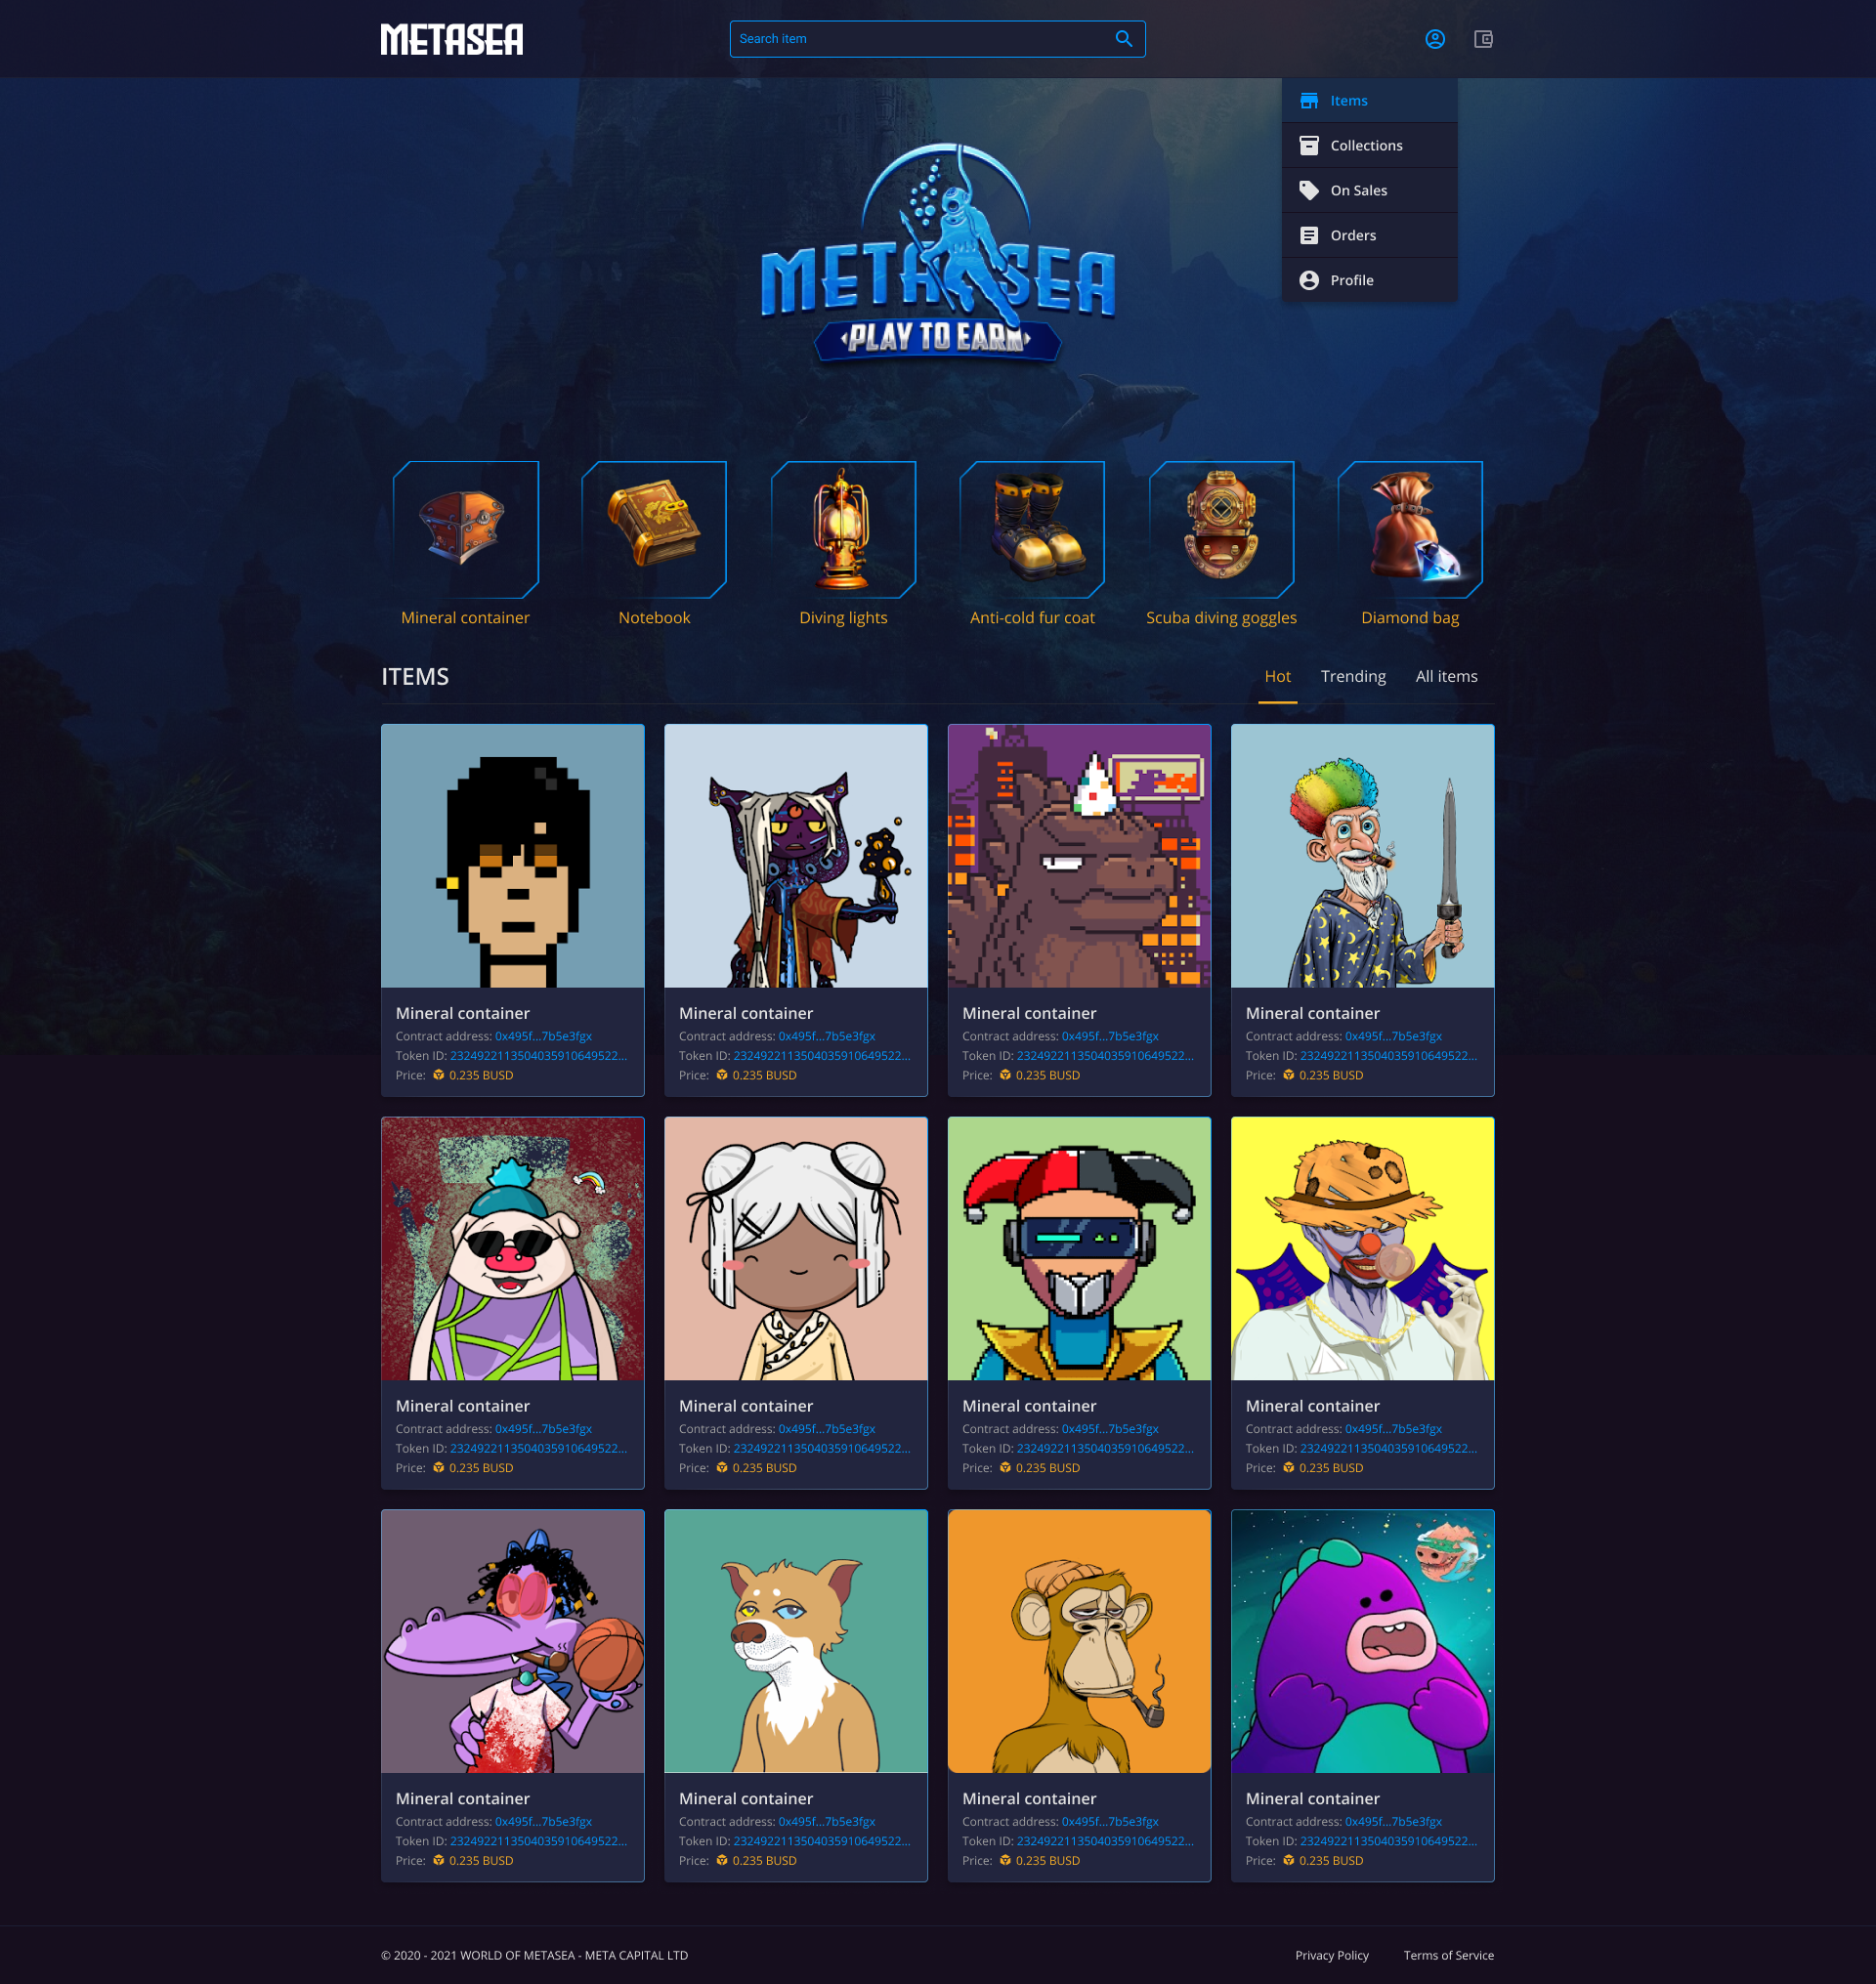 METASEA
Search item
Items
Collections
On Sales
Orders
Profile
METASEA
PLAY TO EARN
Mineral container
Notebook
Diving lights
Anti-cold fur coat
Scuba diving goggles
Diamond bag
ITEMS
Hot
Trending
All items
Mineral container
Contract address: 0x495f...7b5e3fgx
Token ID: 2324922113504035910649522...
Price: 0.235 BUSD
Mineral container
Contract address: 0x495f...7b5e3fgx
Token ID: 2324922113504035910649522...
Price: 0.235 BUSD
Mineral container
Contract address: 0x495f...7b5e3fgx
Token ID: 2324922113504035910649522...
Price: 0.235 BUSD
Mineral container
Contract address: 0x495f...7b5e3fgx
Token ID: 2324922113504035910649522...
Price: 0.235 BUSD
Mineral container
Contract address: 0x495f...7b5e3fgx
Token ID: 2324922113504035910649522...
Price: 0.235 BUSD
Mineral container
Contract address: 0x495f...7b5e3fgx
Token ID: 2324922113504035910649522...
Price: 0.235 BUSD
Mineral container
Contract address: 0x495f...7b5e3fgx
Token ID: 2324922113504035910649522...
Price: 0.235 BUSD
Mineral container
Contract address: 0x495f...7b5e3fgx
Token ID: 2324922113504035910649522...
Price: 0.235 BUSD
Mineral container
Contract address: 0x495f...7b5e3fgx
Token ID: 2324922113504035910649522...
Price: 0.235 BUSD
Mineral container
Contract address: 0x495f...7b5e3fgx
Token ID: 2324922113504035910649522...
Price: 0.235 BUSD
Mineral container
Contract address: 0x495f...7b5e3fgx
Token ID: 2324922113504035910649522...
Price: 0.235 BUSD
Mineral container
Contract address: 0x495f...7b5e3fgx
Token ID: 2324922113504035910649522...
Price: 0.235 BUSD
© 2020 - 2021 WORLD OF METASEA - META CAPITAL LTD
Privacy Policy
Terms of Service